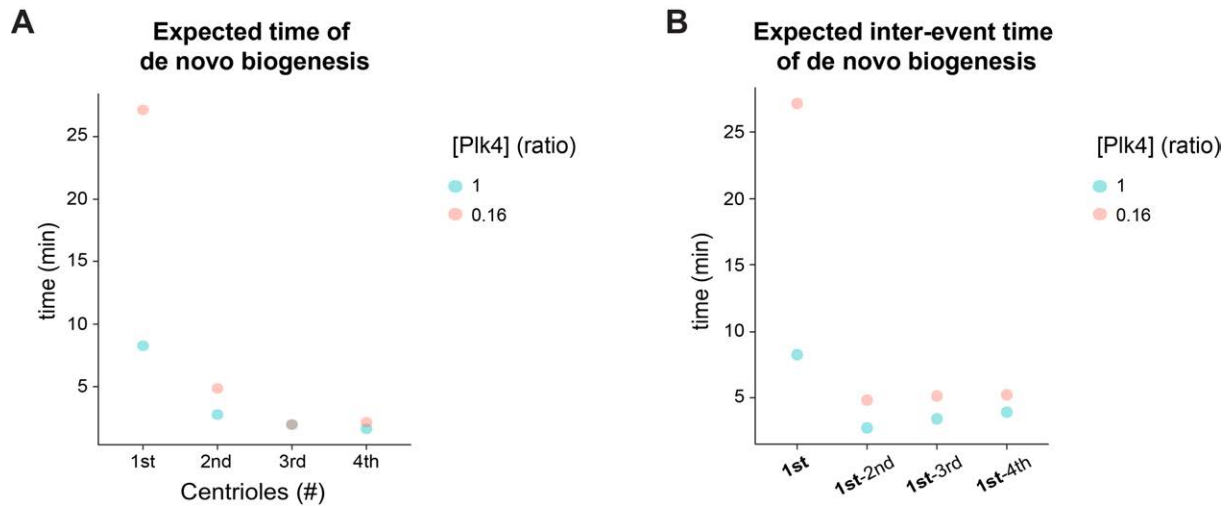 A
Expected time of
de novo biogenesis
time (min)
25
20
15
10
5
1st
2nd
3rd
4th
Centrioles (#)
[Plk4] (ratio)
1
0.16
B
Expected inter-event time
of de novo biogenesis
time (min)
25
20
15
10
5
1st
1st-2nd
1st-3rd
1st-4th
[Plk4] (ratio)
1
0.16